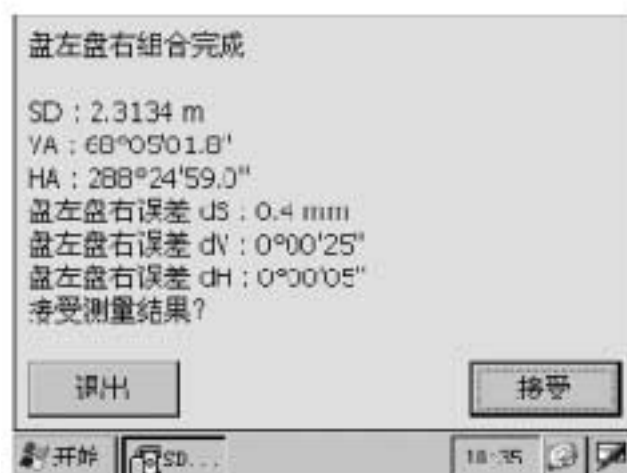 盘左盘右组合完成
SD : 2.3134 m
VA : 68°05'01.8"
HA : 288°24'59.0"
盘左盘右误差 dS : 0.4 mm
盘左盘右误差 dV : 0°00'25"
盘左盘右误差 dH : 0°00'05"
接受测量结果?
退出
接受
开始
SD...